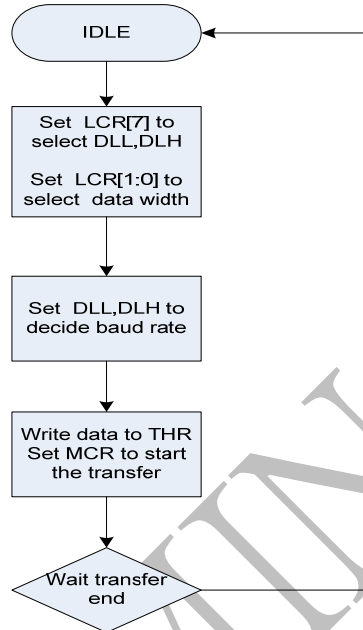 IDLE
Set LCR[7] to
select DLL,DLH
Set LCR[1:0] to
select data width
Set DLL,DLH to
decide baud rate
Write data to THR
Set MCR to start
the transfer
Wait transfer
end